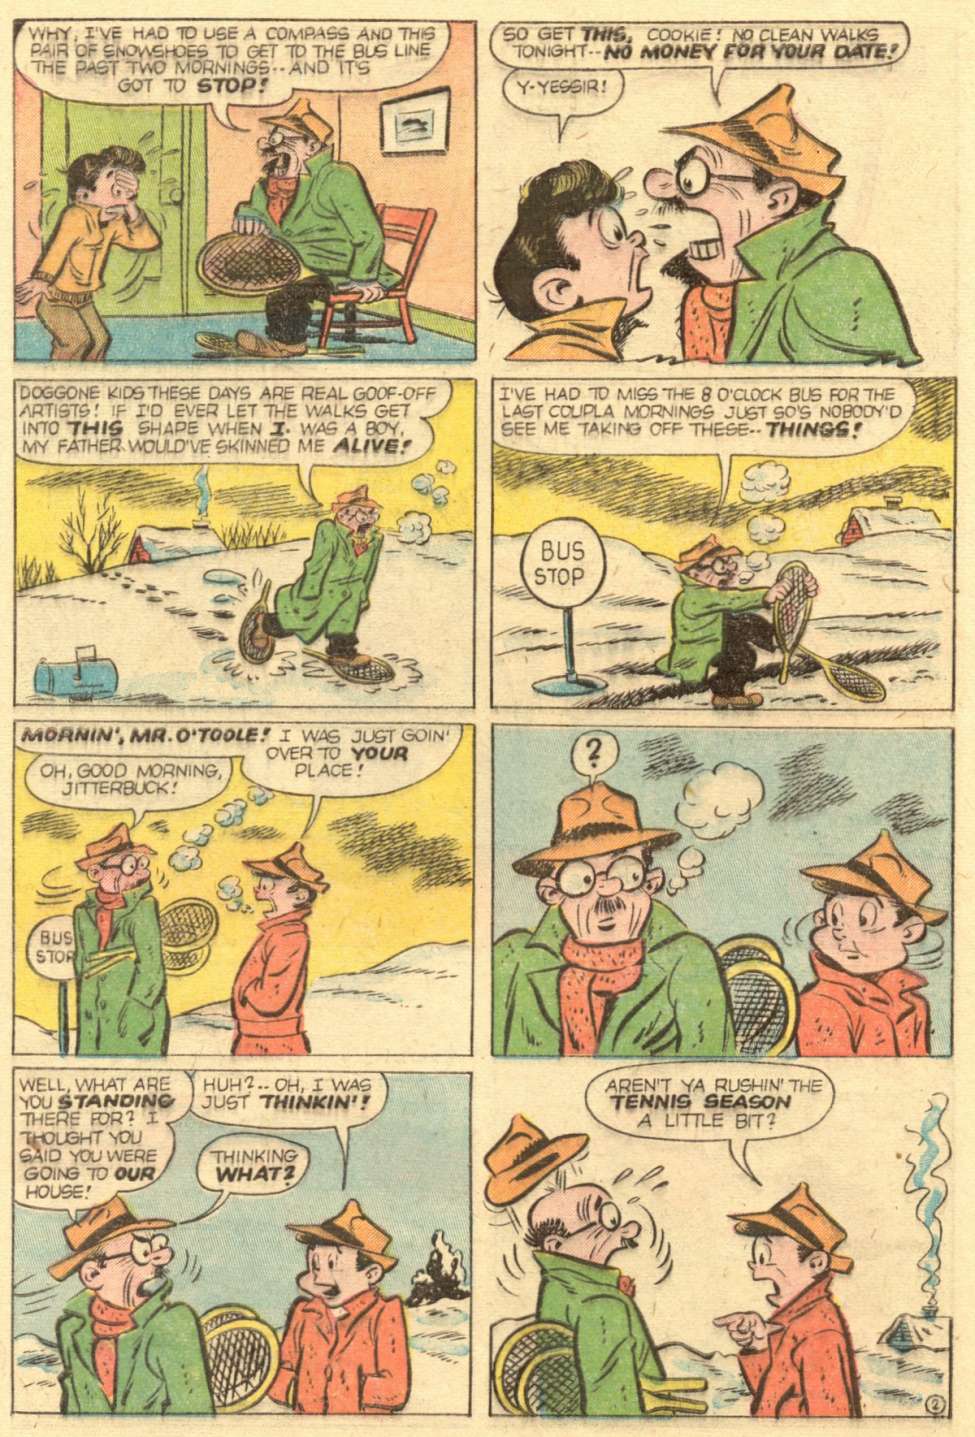 WHY, I'VE HAD TO USE A COMPASS AND THIS
PAIR OF SNOWSHOES TO GET TO THE BUS LINE
THE PAST TWO MORNINGS--AND IT'S
GOT TO STOP!
SO GET THIS, COOKIE! NO CLEAN WALKS
TONIGHT--NO MONEY FOR YOUR DATE!
Y-YESSIR!
DOGGONE KIDS THESE DAYS ARE REAL GOOF-OFF
ARTISTS! IF I'D EVER LET THE WALKS GET
INTO THIS SHAPE WHEN I WAS A BOY,
MY FATHER WOULD'VE SKINNED ME ALIVE!
I'VE HAD TO MISS THE 8 O'CLOCK BUS FOR THE
LAST COUPLA MORNINGS JUST SO'S NOBODY'D
SEE ME TAKING OFF THESE--THINGS!
BUS
STOP
MORNIN', MR. O'TOOLE! I WAS JUST GOIN'
OVER TO YOUR
PLACE!
OH, GOOD MORNING,
JITTERBUCK!
BUS
STOP
?
WELL, WHAT ARE
YOU STANDING
THERE FOR? I
THOUGHT YOU
SAID YOU WERE
GOING TO OUR
HOUSE!
HUH?--OH, I WAS
JUST THINKIN'!
THINKING
WHAT?
AREN'T YA RUSHIN' THE
TENNIS SEASON
A LITTLE BIT?
2